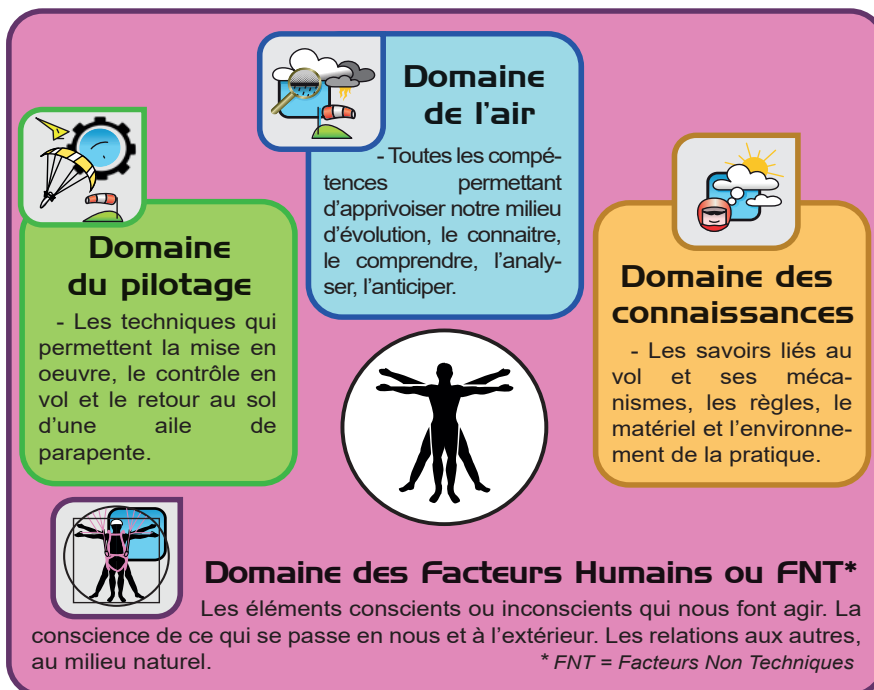 Domaine
de l'air
- Toutes les compé-
tences permettant
d'apprivoiser notre milieu
d'évolution, le connaitre,
le comprendre, l'analy-
ser, l'anticiper.
Domaine
du pilotage
- Les techniques qui
permettent la mise en
oeuvre, le contrôle en
vol et le retour au sol
d'une aile de
parapente.
Domaine des
connaissances
- Les savoirs liés au
vol et ses méca-
nismes, les règles, le
matériel et l'environne-
ment de la pratique.
Domaine des Facteurs Humains ou FNT*
Les éléments conscients ou inconscients qui nous font agir. La
conscience de ce qui se passe en nous et à l'extérieur. Les relations aux autres,
au milieu naturel.
* FNT = Facteurs Non Techniques